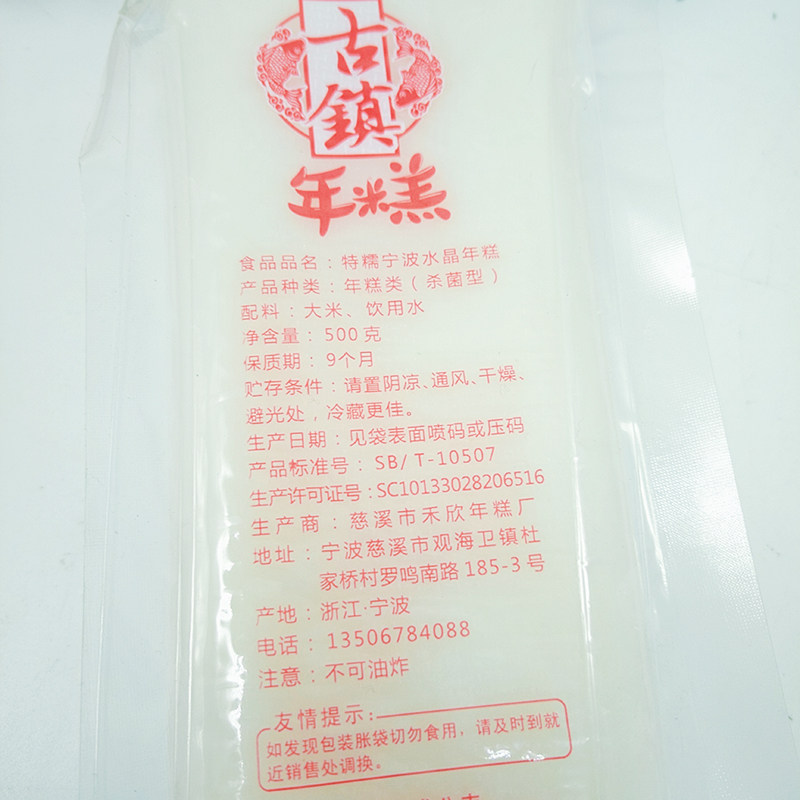 古鎮
年糕
食品品名：特糯宁波水晶年糕
产品种类：年糕类（杀菌型）
配料：大米、饮用水
净含量：500克
保质期：9个月
贮存条件：请置阴凉、通风、干燥、
避光处，冷藏更佳。
生产日期：见袋表面喷码或压码
产品标准号：SB/T-10507
生产许可证号：SC10133028206516
生产商：慈溪市禾欣年糕厂
地址：宁波慈溪市观海卫镇杜
家桥村罗鸣南路185-3号
产地：浙江·宁波
电话：13506784088
注意：不可油炸
友情提示：
如发现包装胀袋切勿食用，请及时到就
近销售处调换。